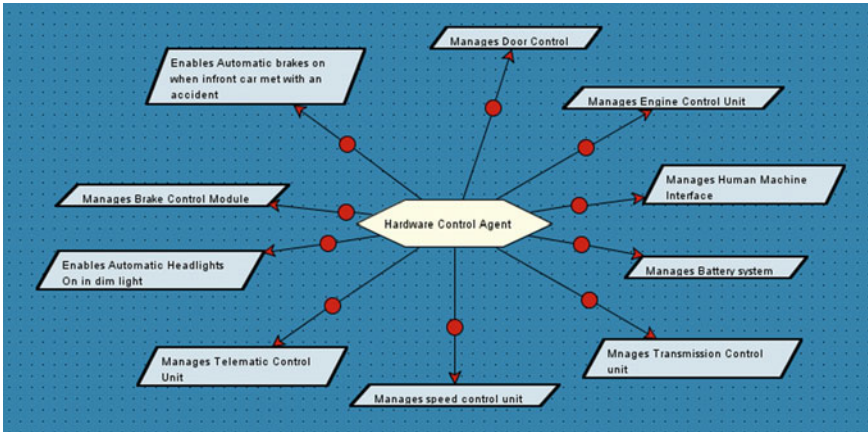 Manages Door Control
Enables Automatic brakes on
when infront car met with an
accident
Manages Engine Control Unit
Manages Human Machine
Interface
Manages Brake Control Module
Hardware Control Agent
Enables Automatic Headlights
On in dim light
Manages Battery system
Manages Telematic Control
Unit
Mnages Transmission Control
unit
Manages speed control unit